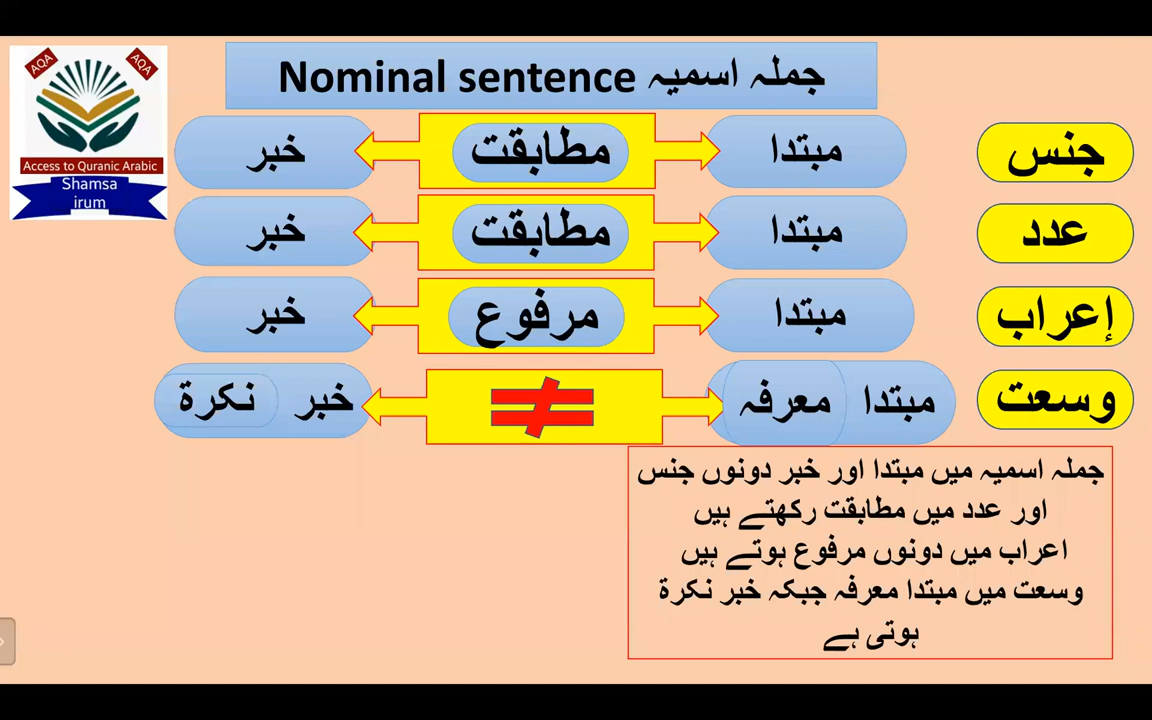 AQA
AQA
Access to Quranic Arabic
Shamsa
irum
جملہ اسمیہ Nominal sentence
جنس مبتدا مطابقت خبر
عدد مبتدا مطابقت خبر
إعراب مبتدا مرفوع خبر
وسعت مبتدا معرفہ ≠ خبر نكرة
جملہ اسمیہ میں مبتدا اور خبر دونوں جنس
اور عدد میں مطابقت رکھتے ہیں
اعراب میں دونوں مرفوع ہوتے ہیں
وسعت میں مبتدا معرفہ جبکہ خبر نكرة
ہوتی ہے